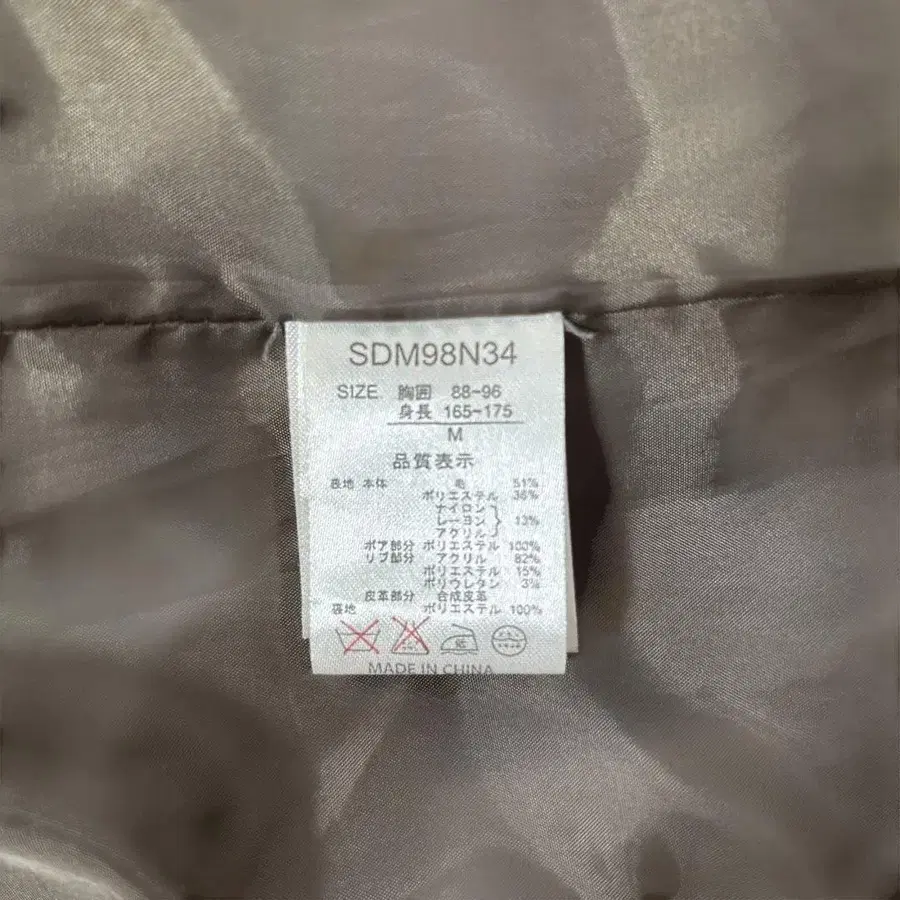 SDM98N34
SIZE 胸囲 88-96
身長 165-175
M
品質表示
表地 本体 毛 51%
ポリエステル 36%
ナイロン
レーヨン 13%
アクリル
ボア部分 ポリエステル 100%
リブ部分 アクリル 82%
ポリエステル 15%
ポリウレタン 3%
皮革部分 合成皮革
裏地 ポリエステル 100%
MADE IN CHINA